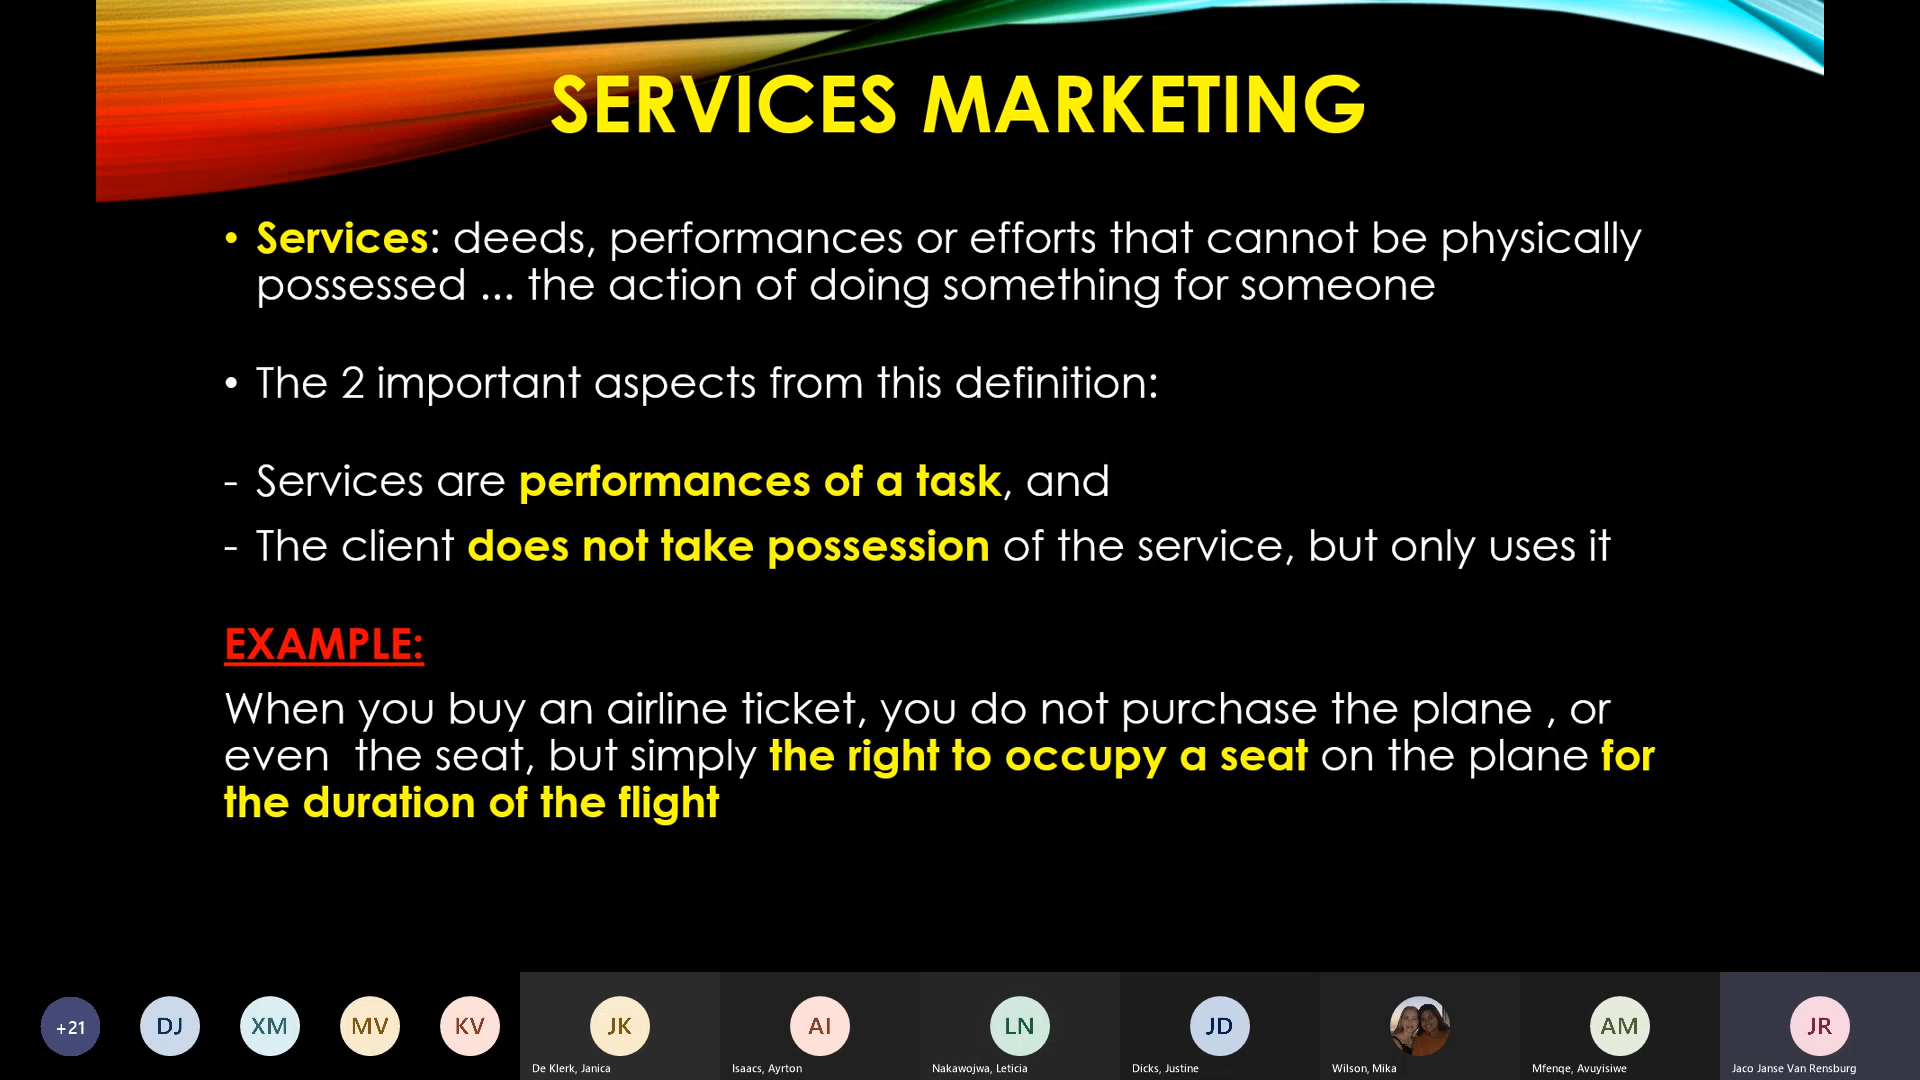 SERVICES MARKETING
• Services: deeds, performances or efforts that cannot be physically
possessed ... the action of doing something for someone
• The 2 important aspects from this definition:
- Services are performances of a task, and
- The client does not take possession of the service, but only uses it
EXAMPLE:
When you buy an airline ticket, you do not purchase the plane , or
even  the seat, but simply the right to occupy a seat on the plane for
the duration of the flight
+21 DJ XM MV KV JK AI LN JD AM JR
De Klerk, Janica Isaacs, Ayrton Nakawojwa, Leticia Dicks, Justine Wilson, Mika Mfenqe, Avuyisiwe Jaco Janse Van Rensburg